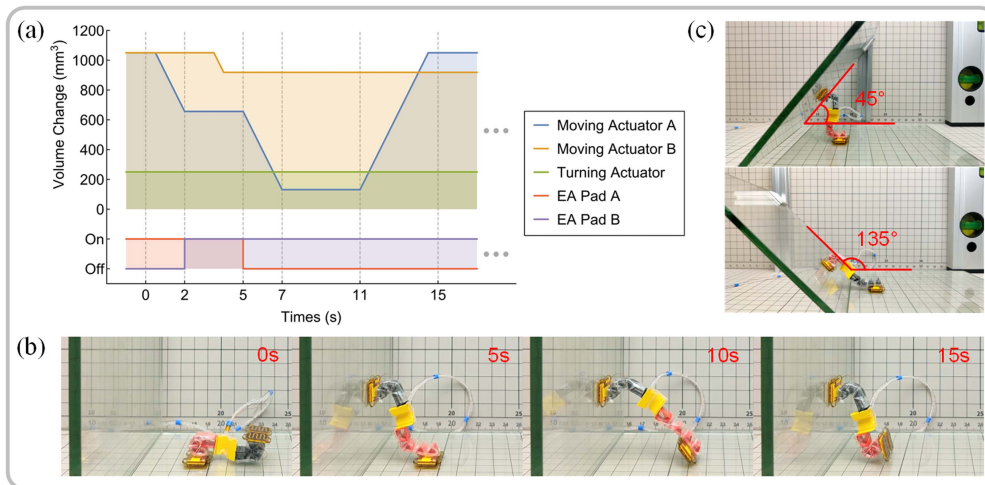 (a)
Volume Change (mm³)
1200
1000
800
600
400
200
0
On
Off
0
2
5
7
11
15
Times (s)
Moving Actuator A
Moving Actuator B
Turning Actuator
EA Pad A
EA Pad B
(c)
45°
135°
(b)
0s
5s
10s
15s